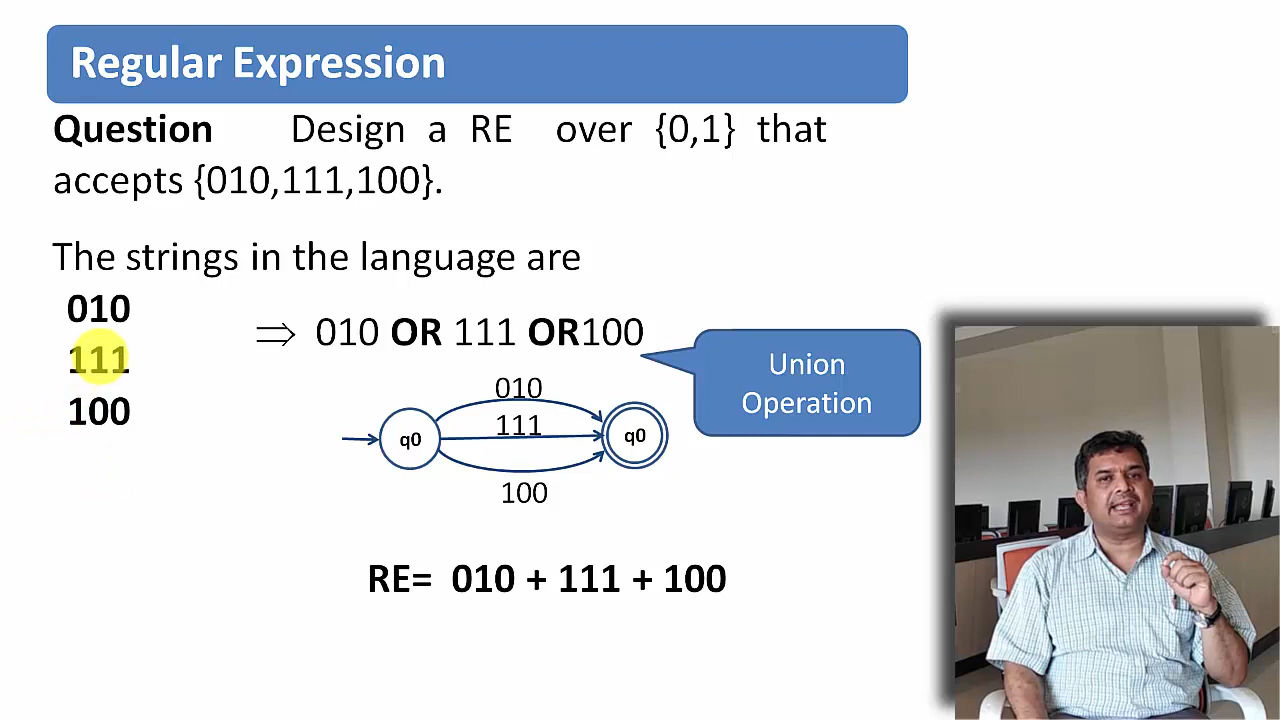 Regular Expression
Question Design a RE over {0,1} that
accepts {010,111,100}.
The strings in the language are
010
111
100
⇒ 010 OR 111 OR100
Union
Operation
010
111
100
q0
q0
RE= 010 + 111 + 100